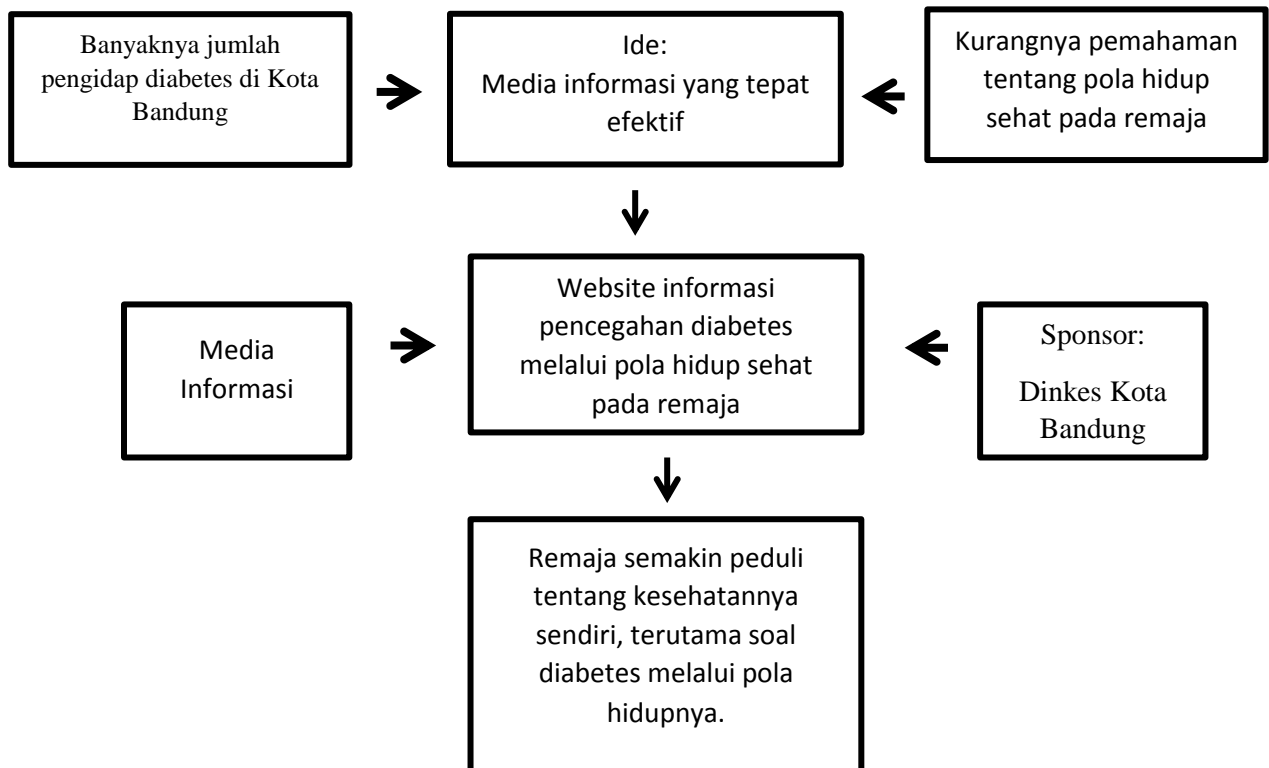 Banyaknya jumlah
pengidap diabetes di Kota
Bandung
Ide:
Media informasi yang tepat
efektif
Kurangnya pemahaman
tentang pola hidup
sehat pada remaja
Media
Informasi
Website informasi
pencegahan diabetes
melalui pola hidup sehat
pada remaja
Sponsor:
Dinkes Kota
Bandung
Remaja semakin peduli
tentang kesehatannya
sendiri, terutama soal
diabetes melalui pola
hidupnya.